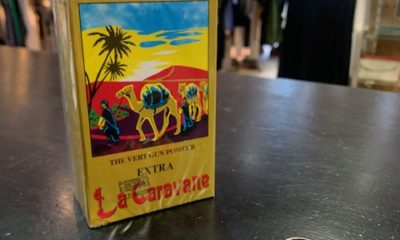 THE VERT GUN POWDER
EXTRA
La Caravane